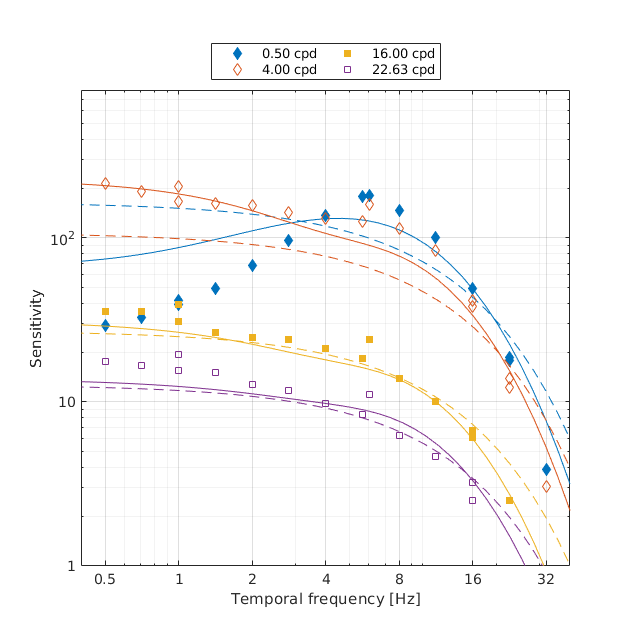 0.50 cpd 16.00 cpd
4.00 cpd 22.63 cpd
10²
10
1
Sensitivity
0.5 1 2 4 8 16 32
Temporal frequency [Hz]